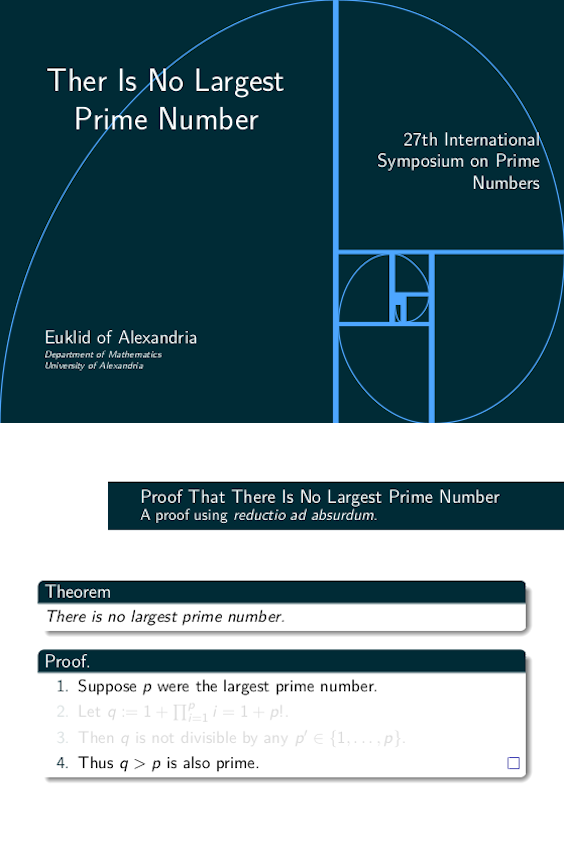 Ther Is No Largest
Prime Number
27th International
Symposium on Prime
Numbers
Euklid of Alexandria
Department of Mathematics
University of Alexandria
Proof That There Is No Largest Prime Number
A proof using reductio ad absurdum.
Theorem
There is no largest prime number.
Proof.
1. Suppose p were the largest prime number.
2. Let q := 1 + ∏ᵖᵢ₌₁ i = 1 + p!.
3. Then q is not divisible by any p′ ∈ {1, . . . , p}.
4. Thus q > p is also prime.